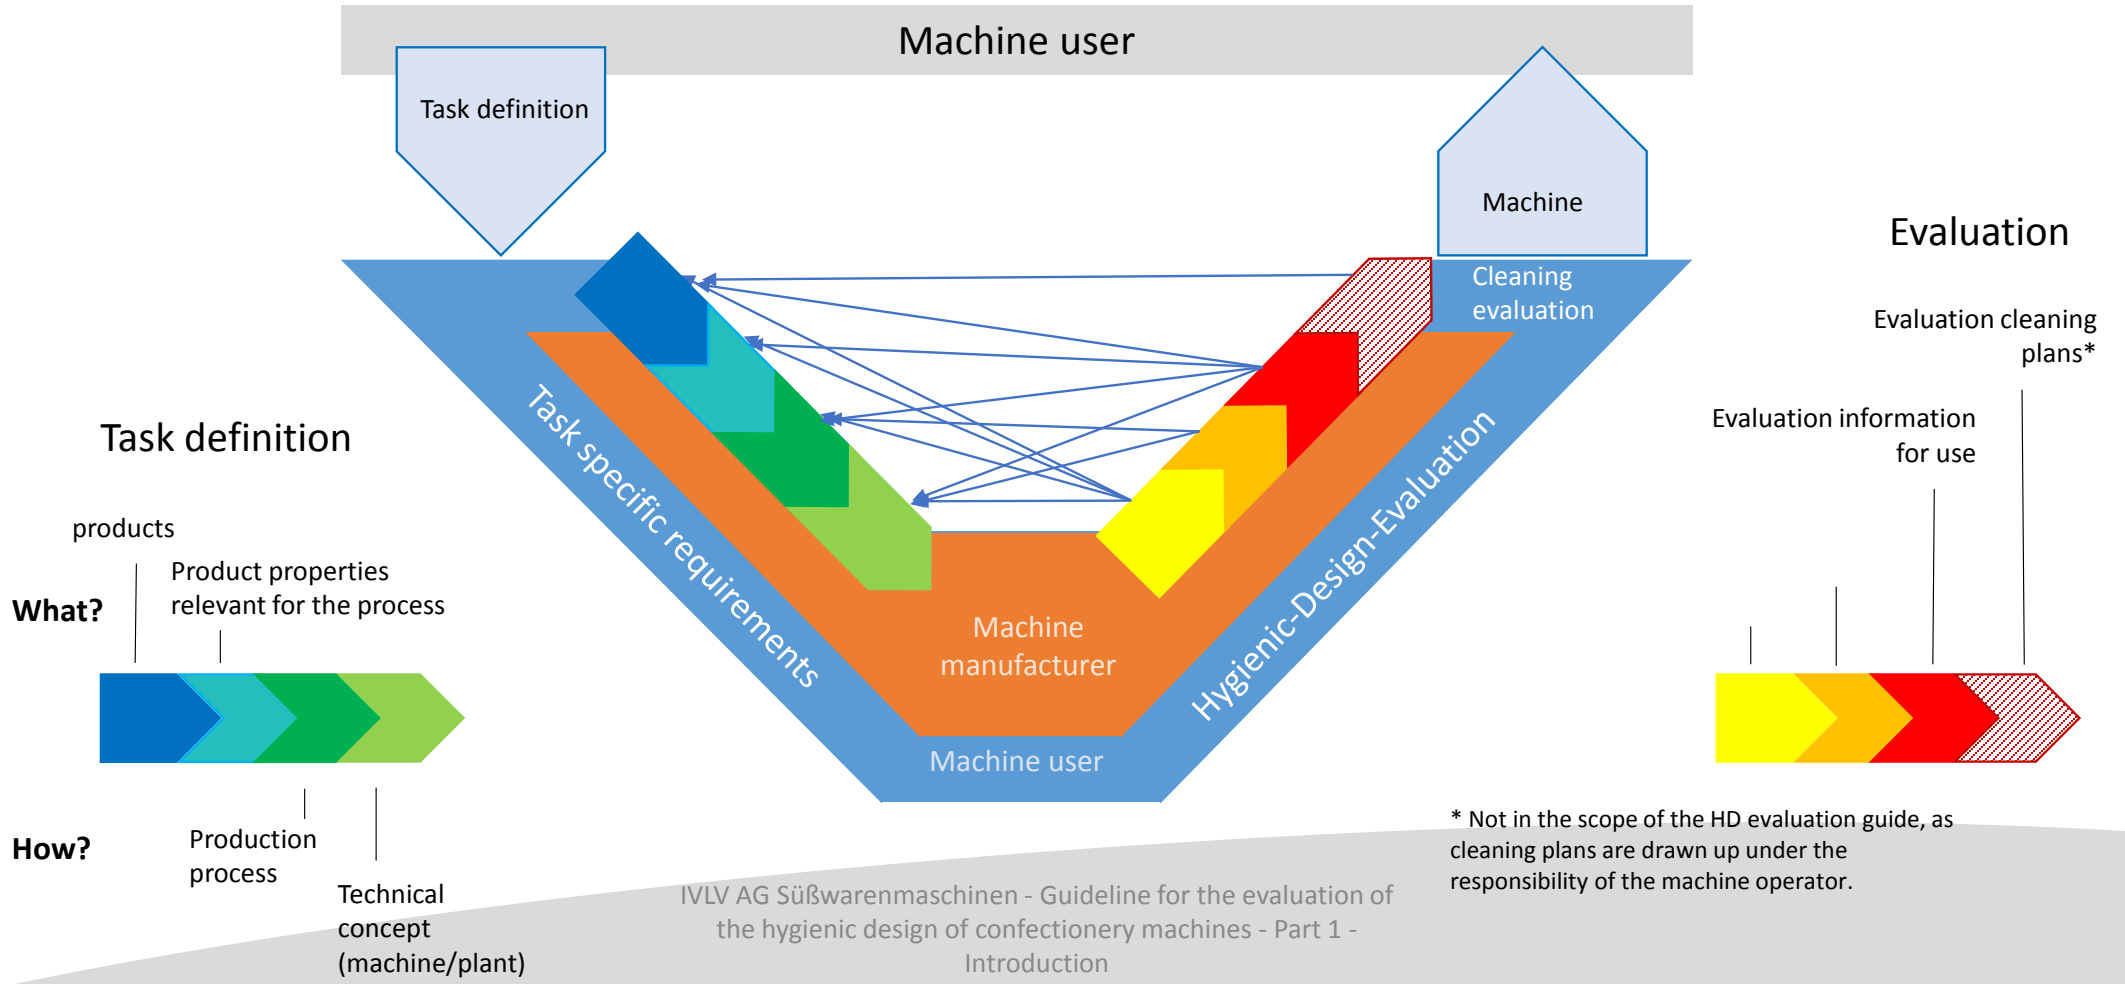 Machine user
Task definition
Machine
Evaluation
Cleaning
evaluation
Evaluation cleaning
plans*
Evaluation information
for use
Task definition
products
Product properties
relevant for the process
What?
Task specific requirements
Hygienic-Design-Evaluation
Machine
manufacturer
Machine user
How?
Production
process
Technical
concept
(machine/plant)
* Not in the scope of the HD evaluation guide, as
cleaning plans are drawn up under the
responsibility of the machine operator.
IVLV AG Süßwarenmaschinen - Guideline for the evaluation of
the hygienic design of confectionery machines - Part 1 -
Introduction